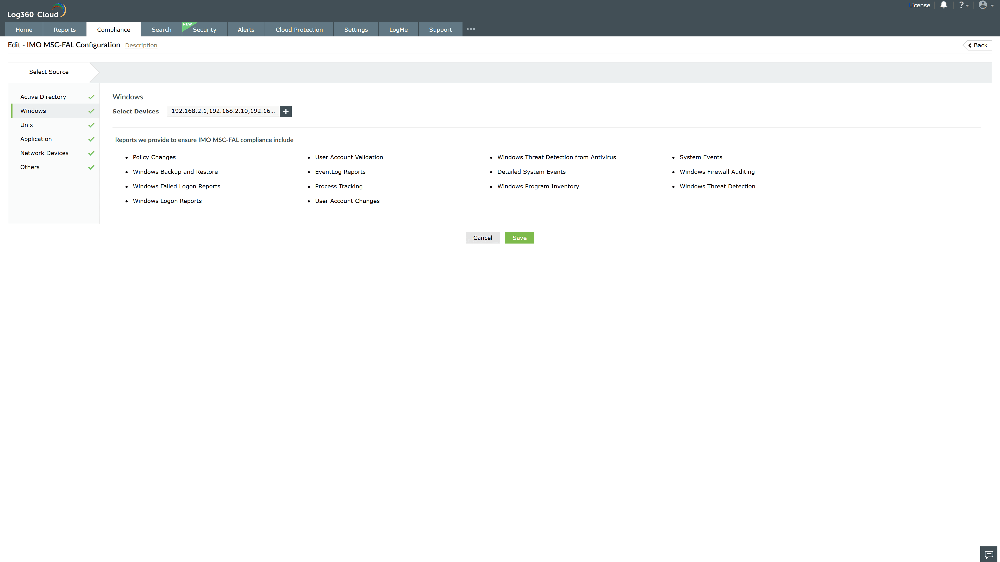 Log360 Cloud
License
?
Home Reports Compliance Search NEW Security Alerts Cloud Protection Settings LogMe Support •••
Edit - IMO MSC-FAL Configuration Description
Back
Select Source
Active Directory
Windows
Unix
Application
Network Devices
Others
Windows
Select Devices 192.168.2.1,192.168.2.10,192.16... +
Reports we provide to ensure IMO MSC-FAL compliance include
• Policy Changes • User Account Validation • Windows Threat Detection from Antivirus • System Events
• Windows Backup and Restore • EventLog Reports • Detailed System Events • Windows Firewall Auditing
• Windows Failed Logon Reports • Process Tracking • Windows Program Inventory • Windows Threat Detection
• Windows Logon Reports • User Account Changes
Cancel Save